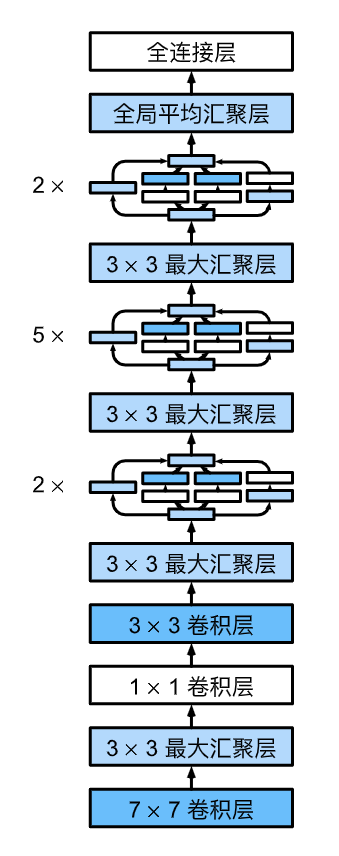 全连接层
全局平均汇聚层
2 ×
3 × 3 最大汇聚层
5 ×
3 × 3 最大汇聚层
2 ×
3 × 3 最大汇聚层
3 × 3 卷积层
1 × 1 卷积层
3 × 3 最大汇聚层
7 × 7 卷积层